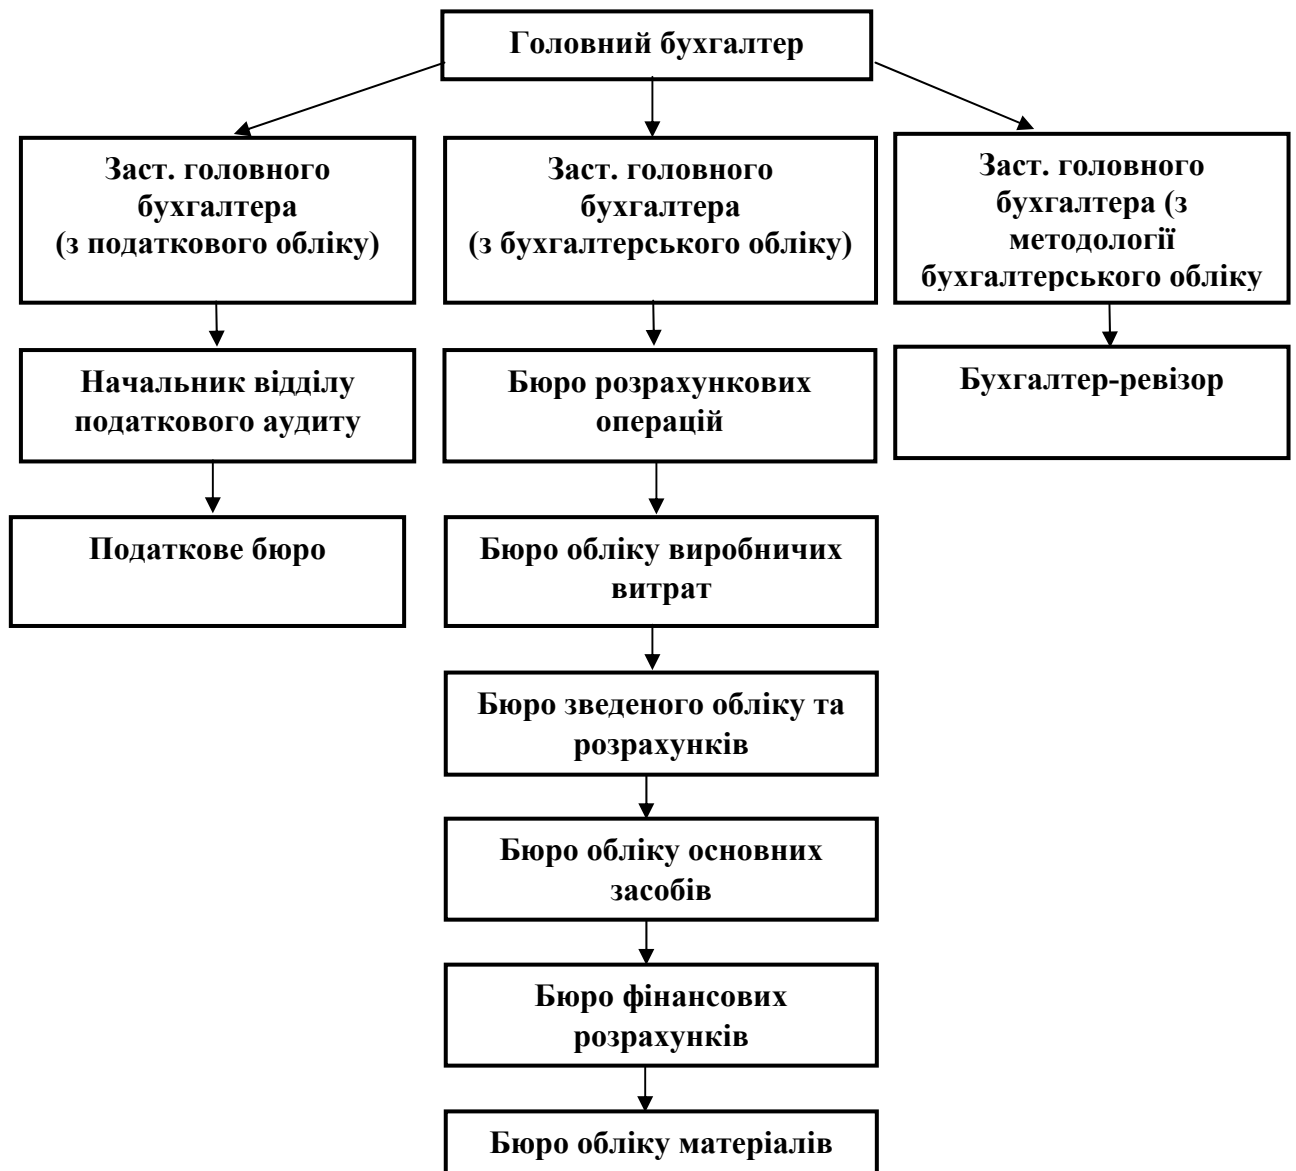 Головний бухгалтер
Заст. головного
бухгалтера
(з податкового обліку)
Заст. головного
бухгалтера
(з бухгалтерського обліку)
Заст. головного
бухгалтера (з
методології
бухгалтерського обліку
Начальник відділу
податкового аудиту
Бюро розрахункових
операцій
Бухгалтер-ревізор
Податкове бюро
Бюро обліку виробничих
витрат
Бюро зведеного обліку та
розрахунків
Бюро обліку основних
засобів
Бюро фінансових
розрахунків
Бюро обліку матеріалів